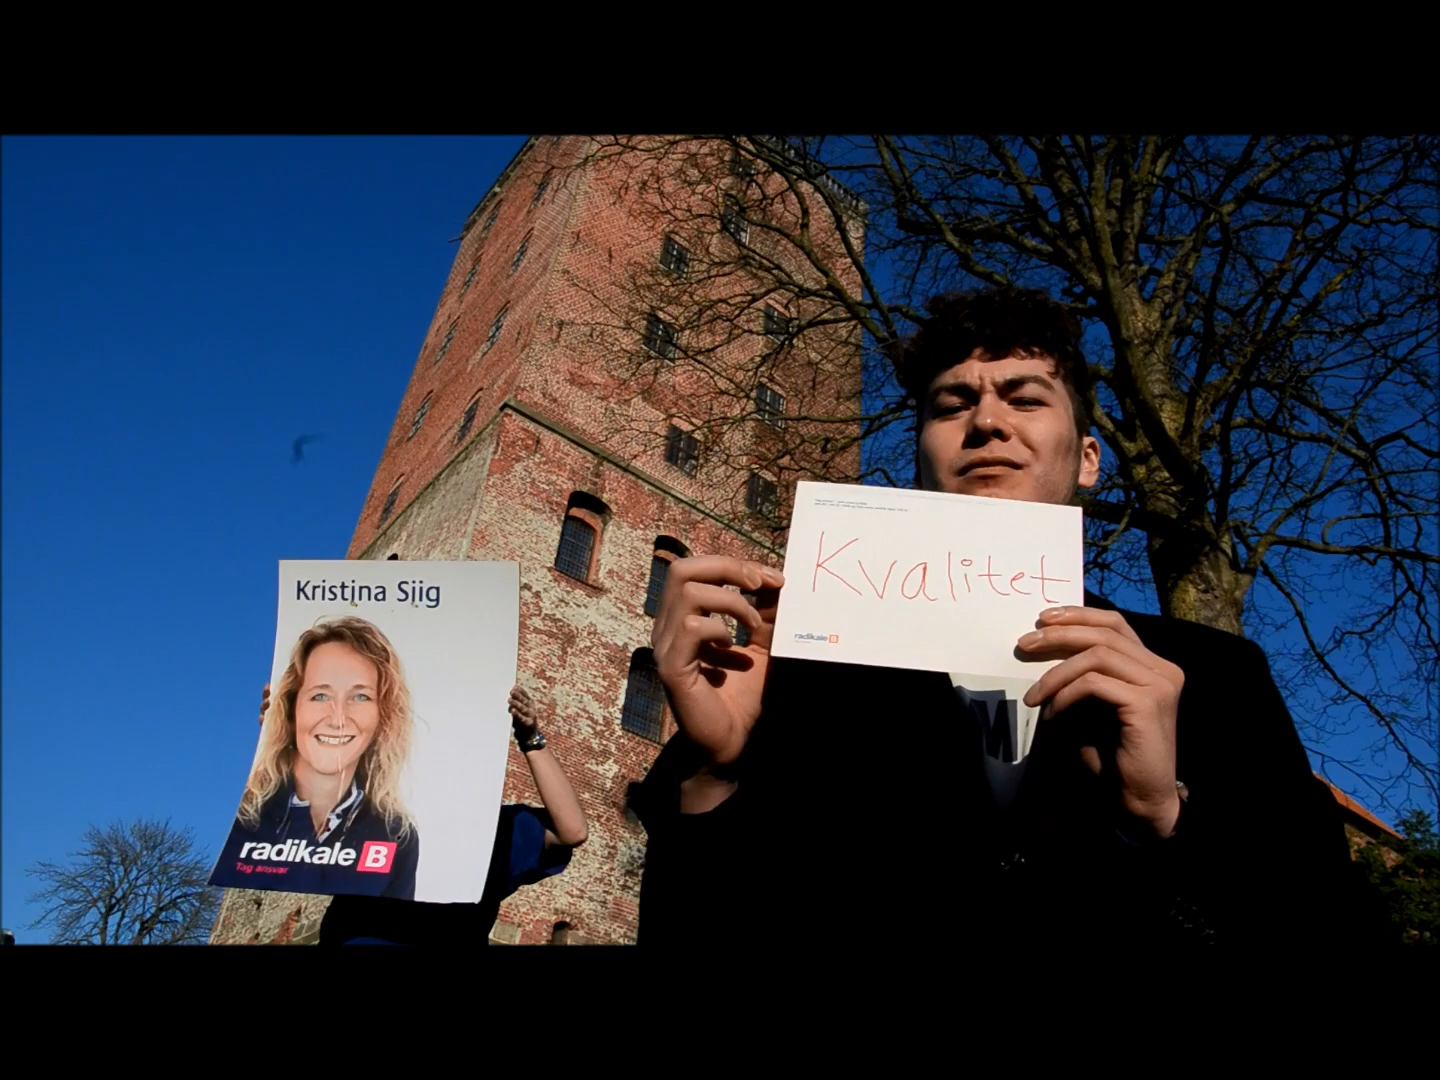 Kristina Siig
radikale B
Tag ansvar
Kvalitet
radikale B